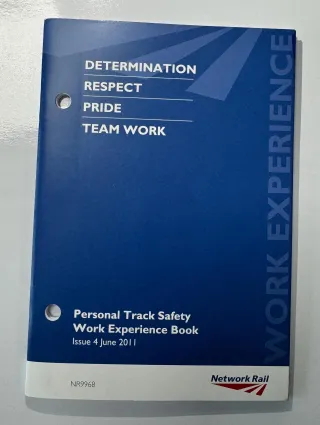 DETERMINATION
RESPECT
PRIDE
TEAM WORK
WORK EXPERIENCE
Personal Track Safety
Work Experience Book
Issue 4 June 2011
NR9968
Network Rail